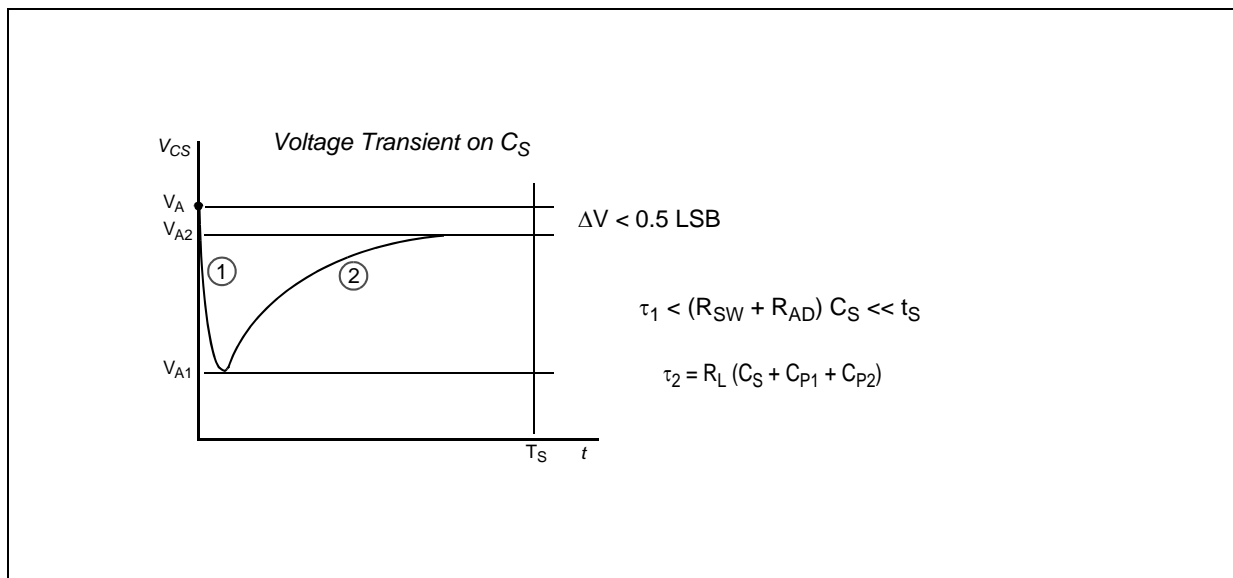 Voltage Transient on CS
VCS
VA
ΔV < 0.5 LSB
VA2
1
2
τ1 < (RSW + RAD) CS << tS
VA1
τ2 = RL (CS + CP1 + CP2)
TS
t